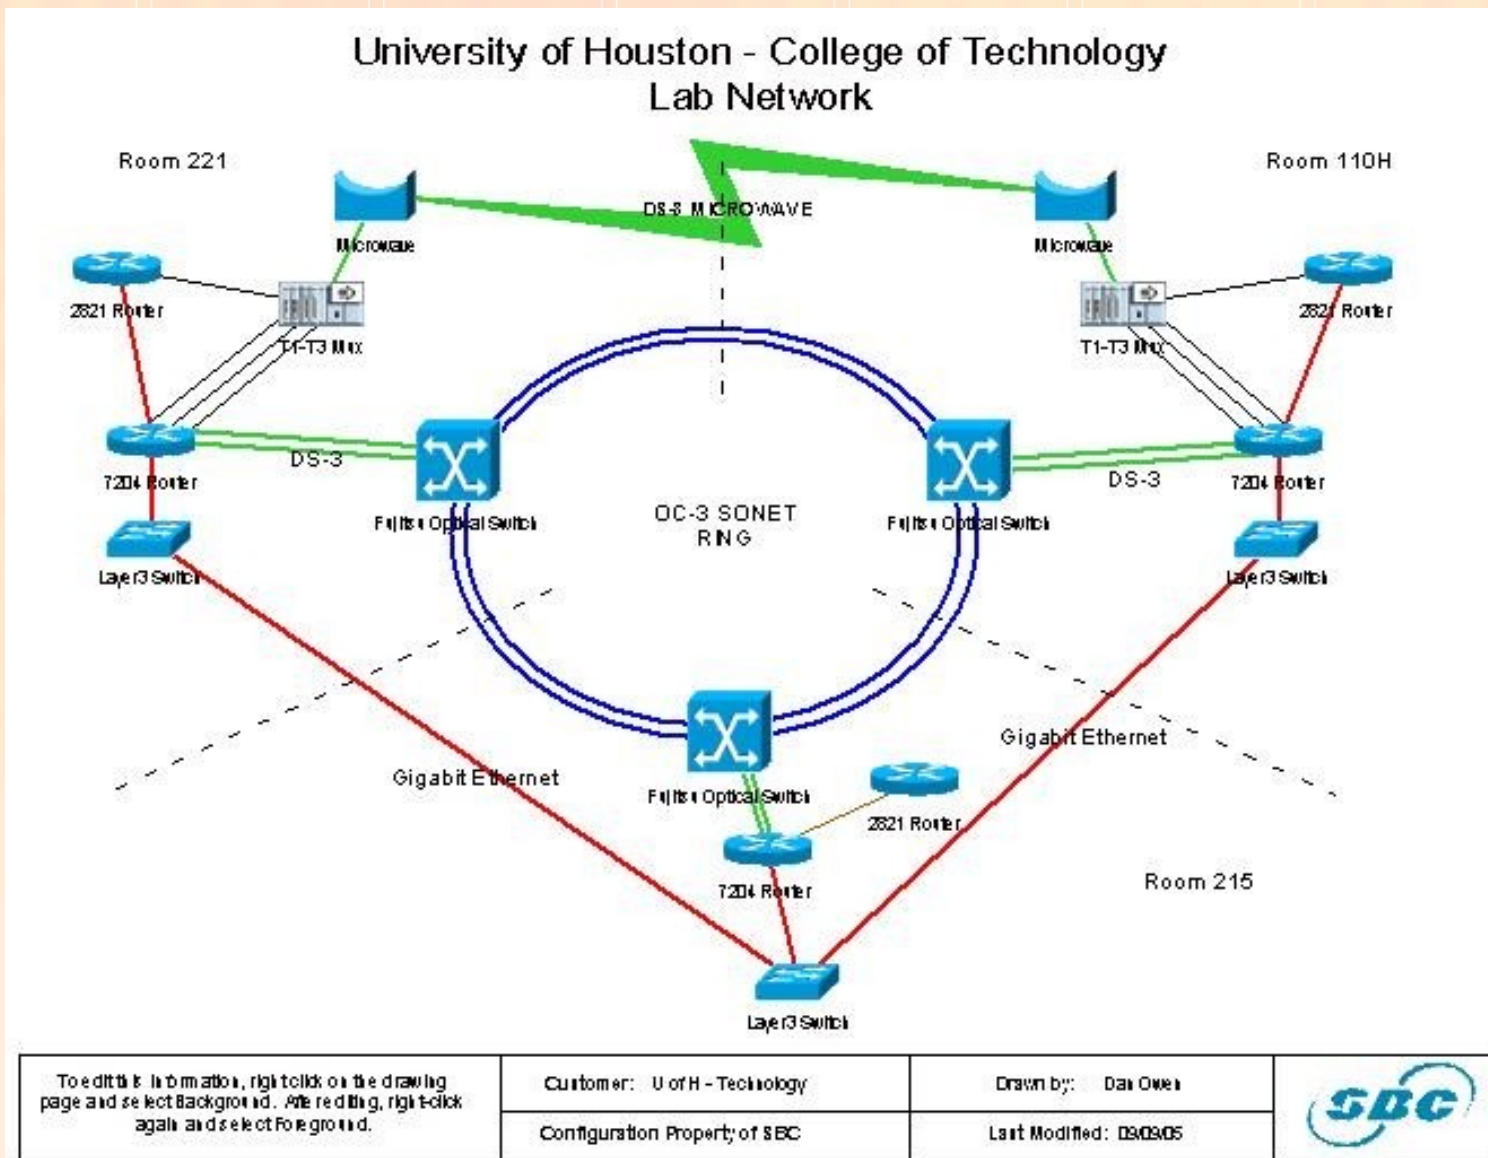 University of Houston - College of Technology
Lab Network
Room 221
Room 110H
DS-3 MICROWAVE
Microwave
Microwave
2821 Router
2821 Router
T1-T3 Mux
T1-T3 Mux
DS-3
DS-3
7204 Router
7204 Router
OC-3 SONET
RING
Fujitsu Optical Switch
Fujitsu Optical Switch
Layer3 Switch
Layer3 Switch
Gigabit Ethernet
Gigabit Ethernet
Fujitsu Optical Switch
2821 Router
7204 Router
Room 215
Layer3 Switch
To edit this information, right click on the drawing
page and select Background. After editing, right-click
again and select Foreground.
Customer: U of H - Technology
Configuration Property of SBC
Drawn by: Dan Owen
Last Modified: 09/09/05
SBC